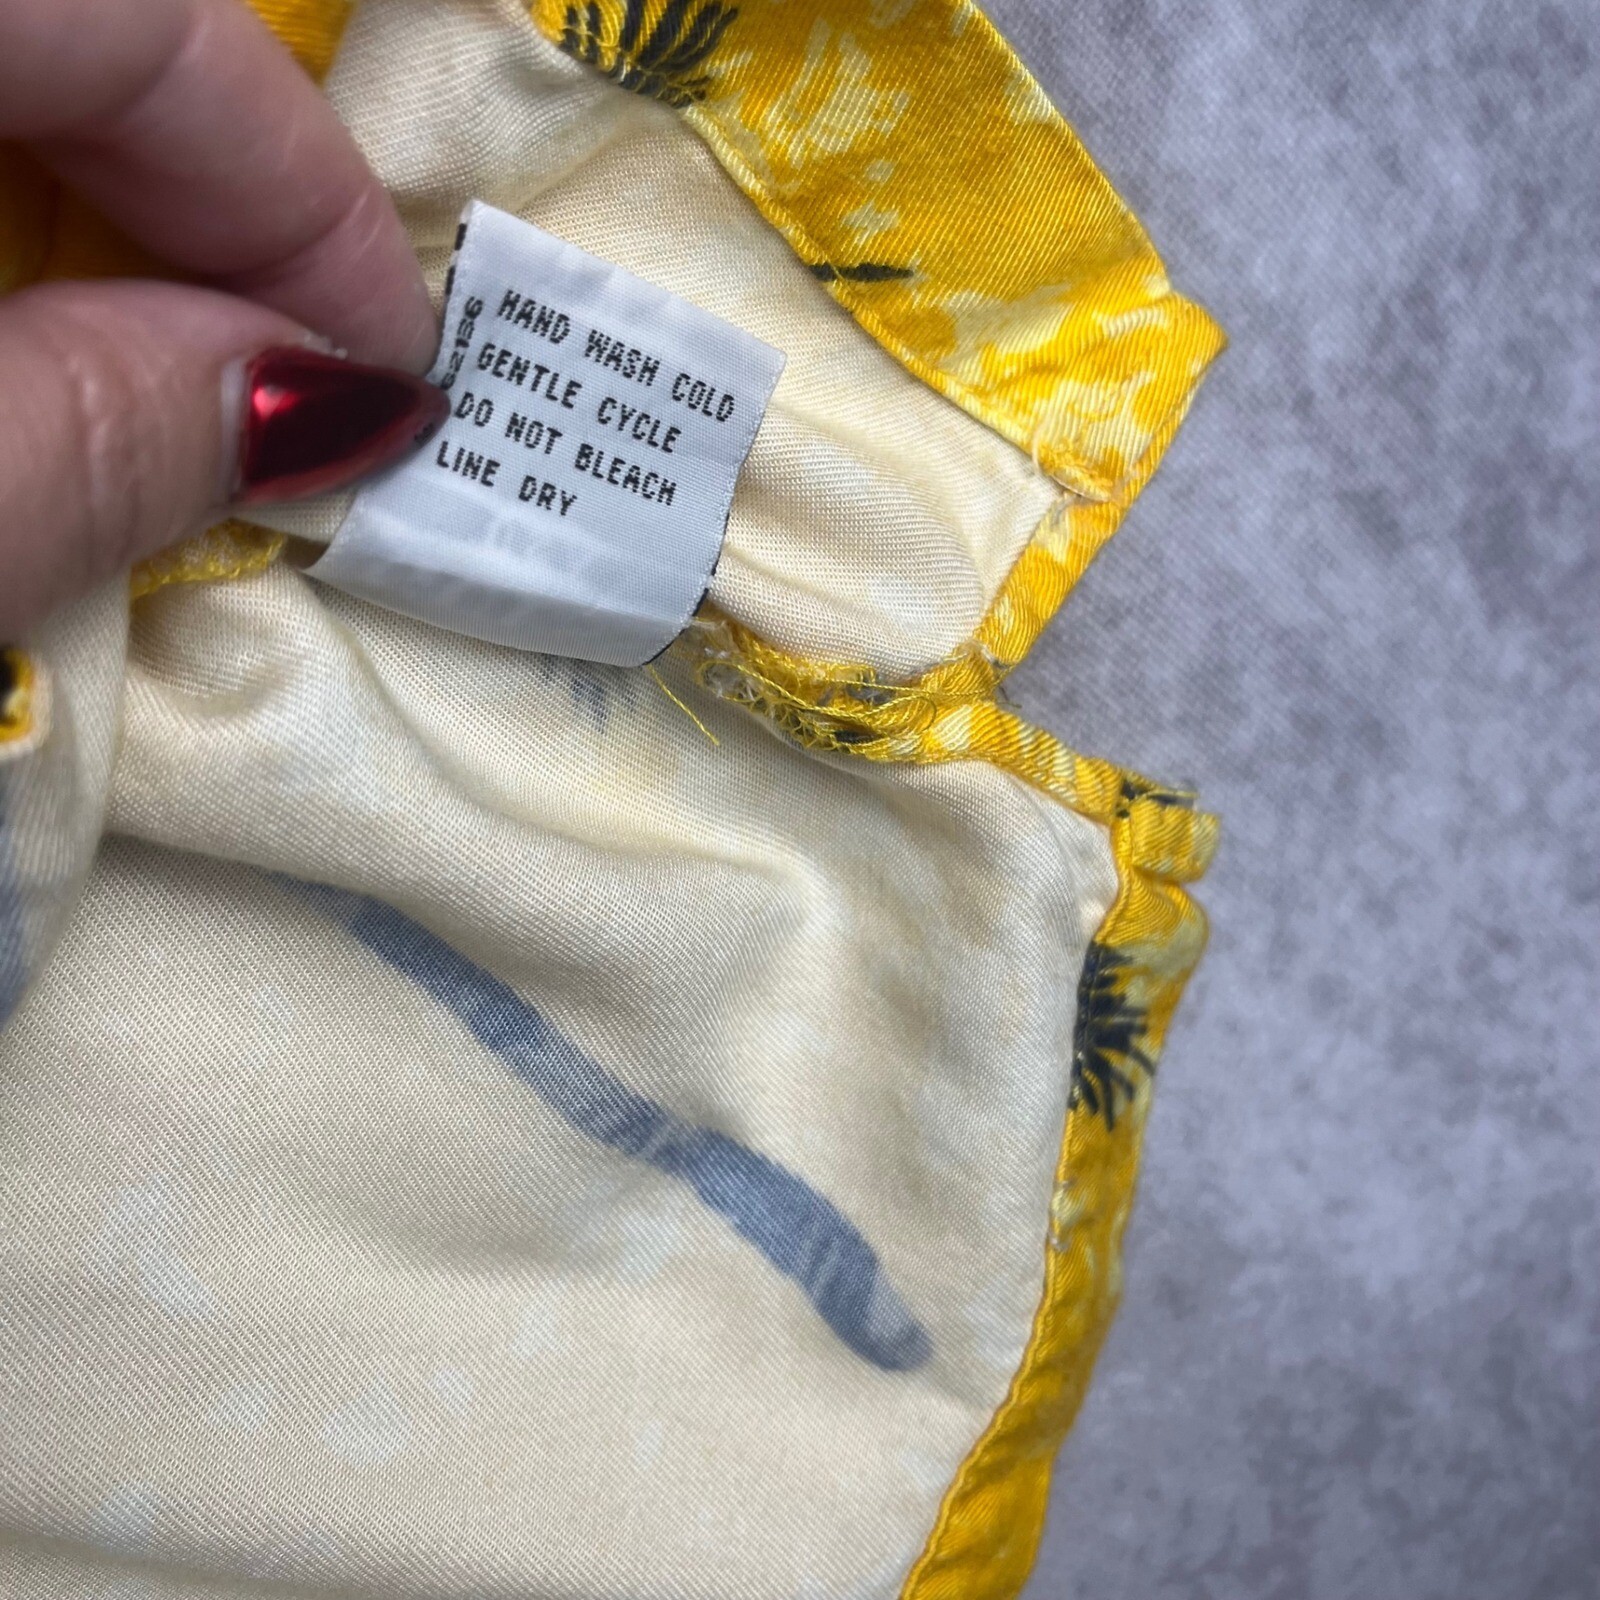 HAND WASH COLD
GENTLE CYCLE
DO NOT BLEACH
LINE DRY